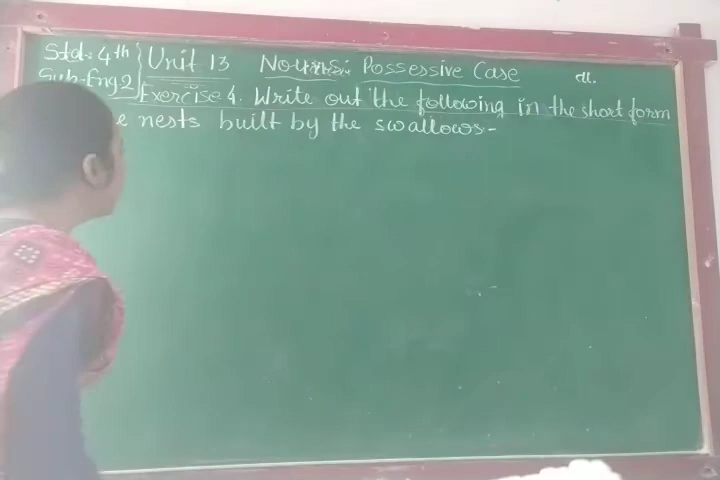 Std: 4th Unit 13 Nouns: Possessive Case
Sub-Eng 2 Exercise 4. Write out the following in the short form
nests built by the swallows-